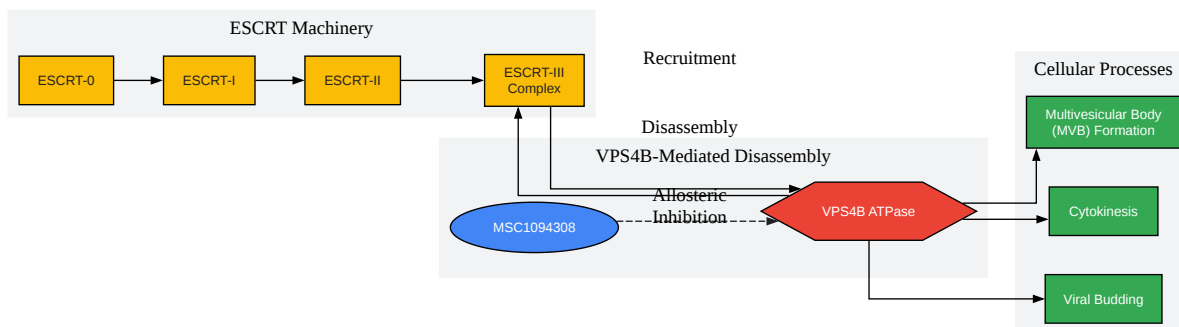 ESCRT Machinery
ESCRT-0
ESCRT-I
ESCRT-II
ESCRT-III
Complex
Recruitment
Disassembly
VPS4B-Mediated Disassembly
Allosteric
Inhibition
MSC1094308
VPS4B ATPase
Cellular Processes
Multivesicular Body
(MVB) Formation
Cytokinesis
Viral Budding